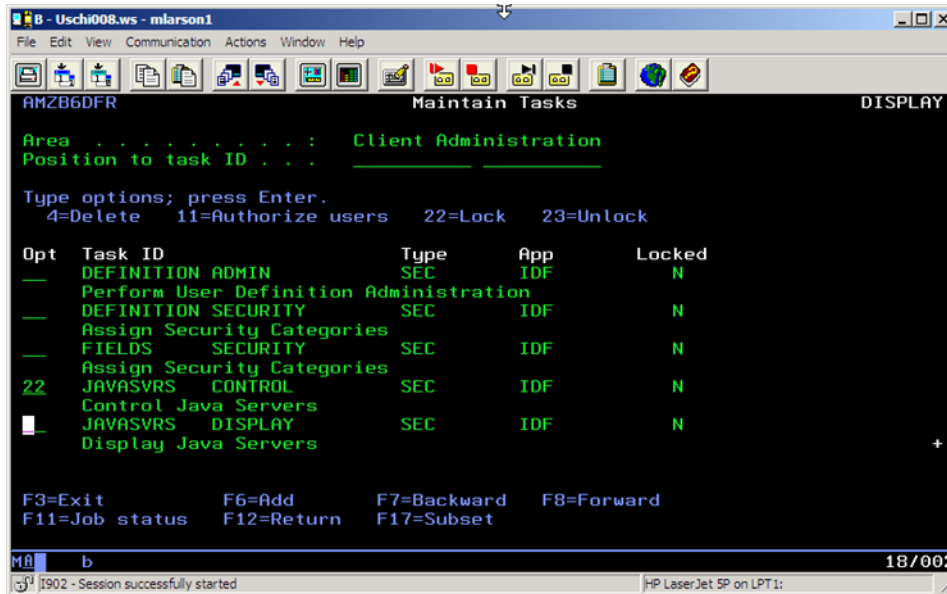 B - Uschi008.ws - mlarson1
File Edit View Communication Actions Window Help
AMZB6DFR Maintain Tasks DISPLAY
Area . . . . . . . . . : Client Administration
Position to task ID . . .
Type options; press Enter.
4=Delete 11=Authorize users 22=Lock 23=Unlock
Opt Task ID Type App Locked
DEFINITION ADMIN SEC IDF N
Perform User Definition Administration
DEFINITION SECURITY SEC IDF N
Assign Security Categories
FIELDS SECURITY SEC IDF N
Assign Security Categories
22 JAVASVRS CONTROL SEC IDF N
Control Java Servers
JAVASVRS DISPLAY SEC IDF N
Display Java Servers +
F3=Exit F6=Add F7=Backward F8=Forward
F11=Job status F12=Return F17=Subset
MA b 18/002
I902 - Session successfully started HP LaserJet 5P on LPT1: